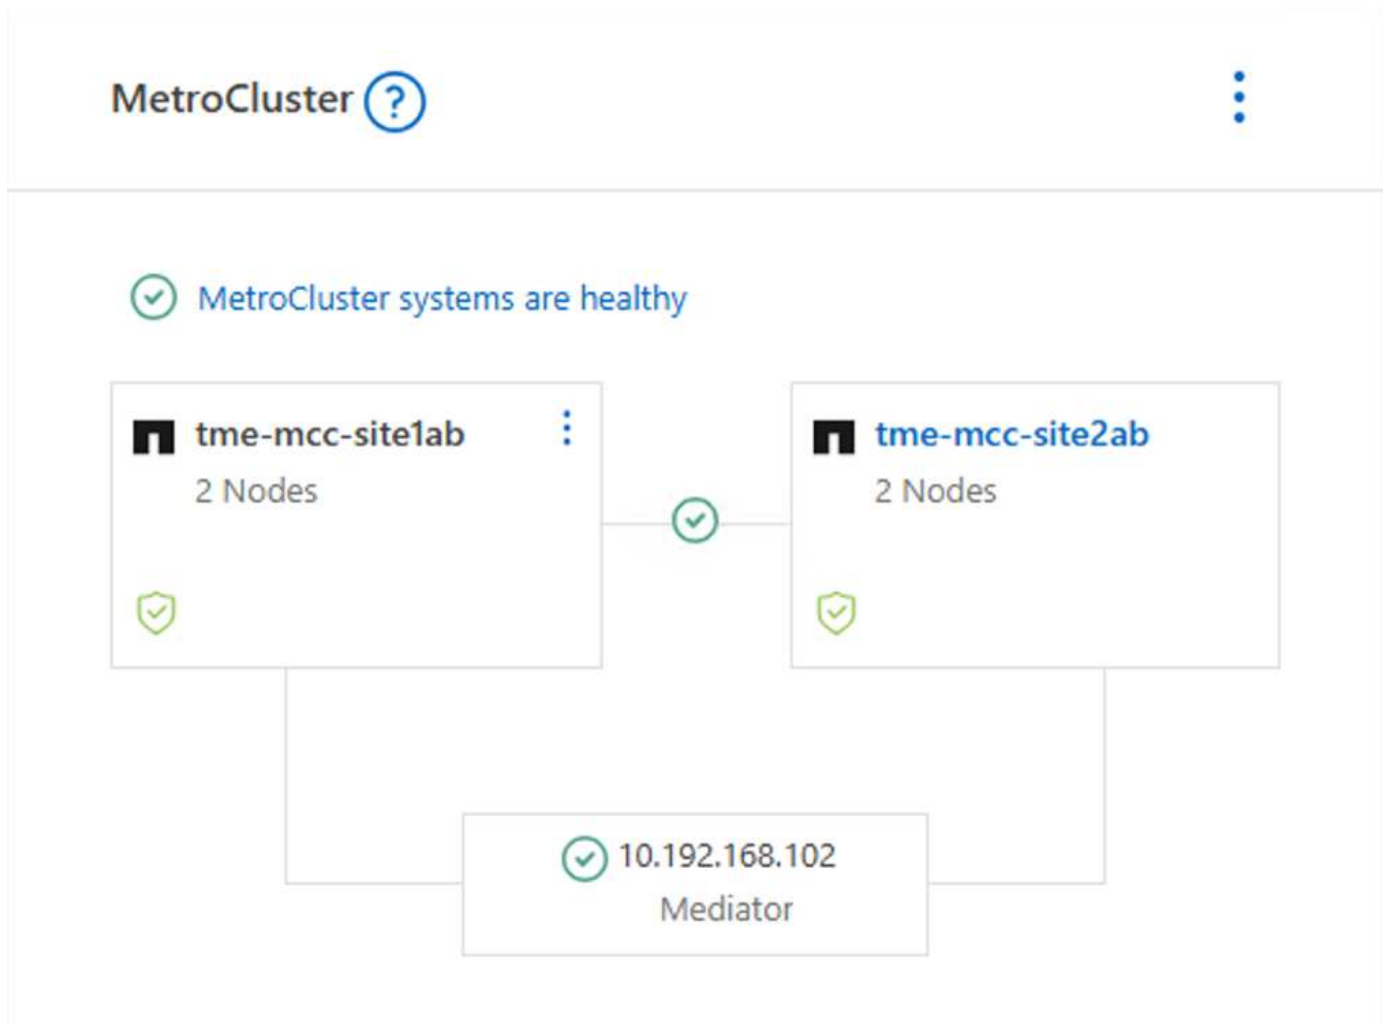 MetroCluster ?
MetroCluster systems are healthy
tme-mcc-site1ab
2 Nodes
tme-mcc-site2ab
2 Nodes
10.192.168.102
Mediator